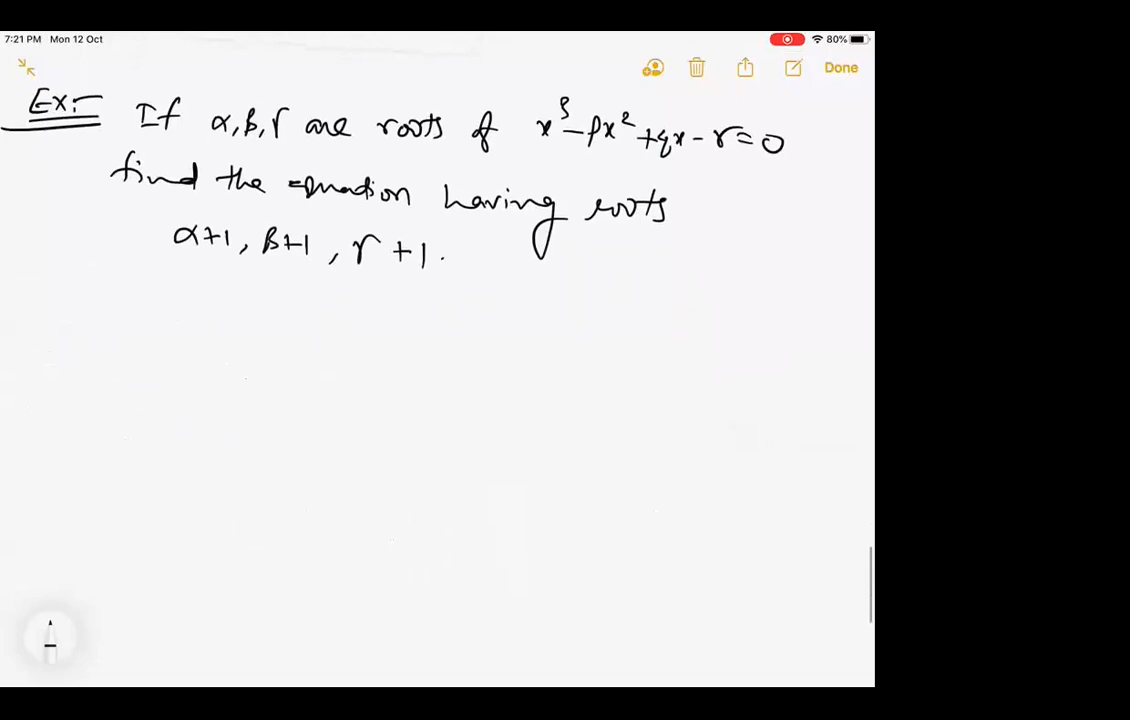 7:21 PM Mon 12 Oct
80%
Done
Ex:- If α, β, γ are roots of x³-px²+qx-r=0
find the equation having roots
α+1, β+1, γ+1.